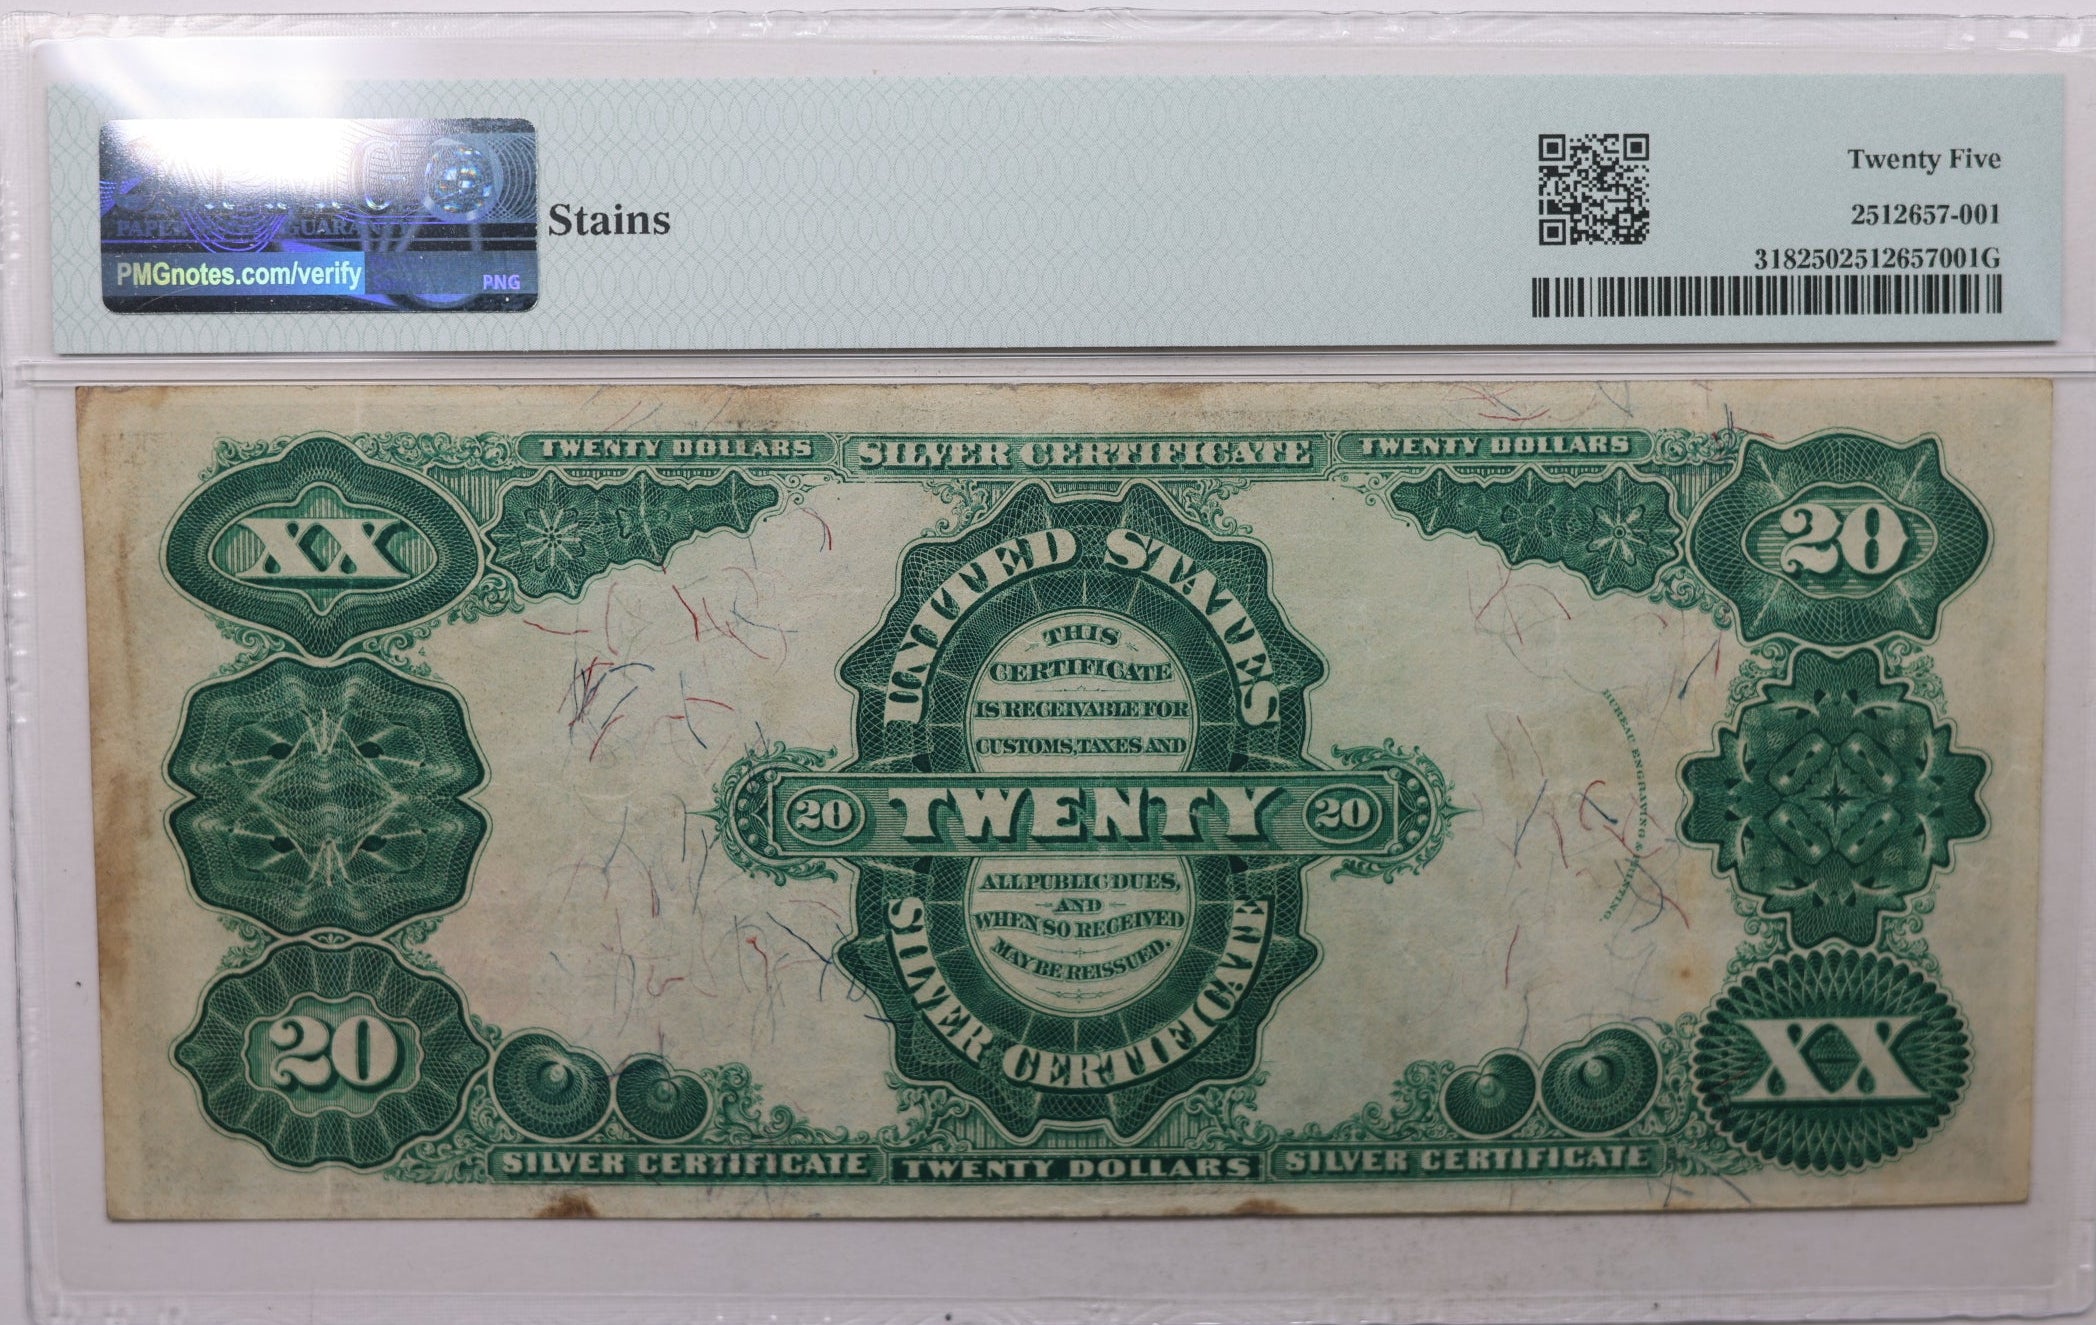 PAPER
GUARAN
PMGnotes.com/verify
PNG
Stains
Twenty Five
2512657-001
3182502512657001G
TWENTY DOLLARS
SILVER CERTIFICATE
TWENTY DOLLARS
XX
20
UNITED STATES
THIS
CERTIFICATE
IS RECEIVABLE FOR
CUSTOMS, TAXES AND
20
TWENTY
20
ALL PUBLIC DUES,
AND
WHEN SO RECEIVED
MAY BE REISSUED.
SILVER CERTIFICATE
BUREAU ENGRAVING & PRINTING
20
XX
SILVER CERTIFICATE
TWENTY DOLLARS
SILVER CERTIFICATE